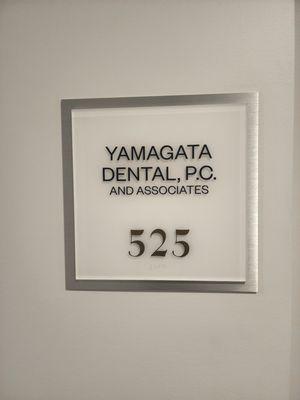 YAMAGATA
DENTAL, P.C.
AND ASSOCIATES
525